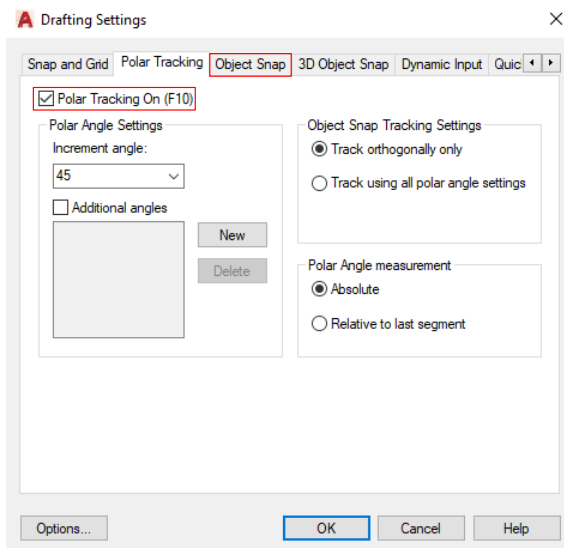 Drafting Settings
Snap and Grid Polar Tracking Object Snap 3D Object Snap Dynamic Input Quic
Polar Tracking On (F10)
Polar Angle Settings
Increment angle:
45
Additional angles
New
Delete
Object Snap Tracking Settings
Track orthogonally only
Track using all polar angle settings
Polar Angle measurement
Absolute
Relative to last segment
Options... OK Cancel Help